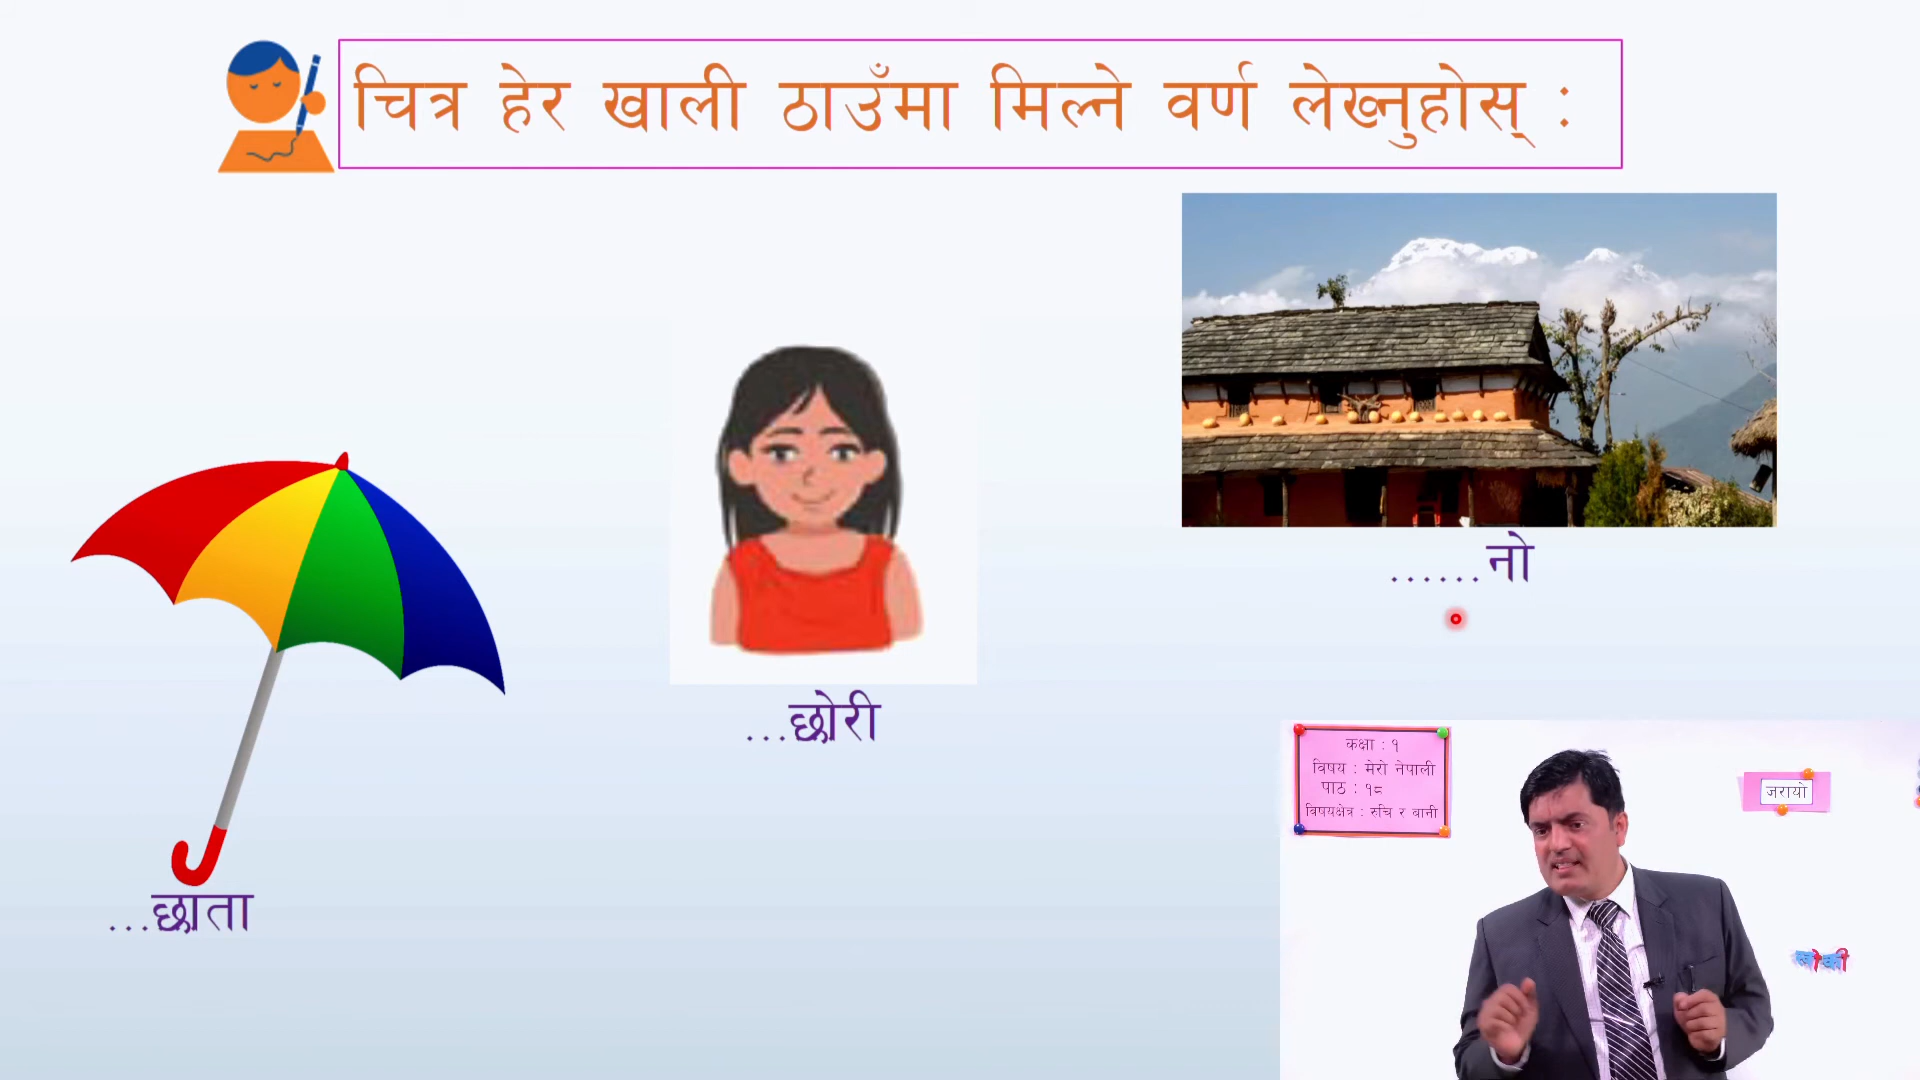 चित्र हेर खाली ठाउँमा मिल्ने वर्ण लेख्नुहोस् :
......नो
...छोरी
...छाता
कक्षा : १
विषय : मेरो नेपाली
पाठ : १८
विषयक्षेत्र : रुचि र बानी
जरायो